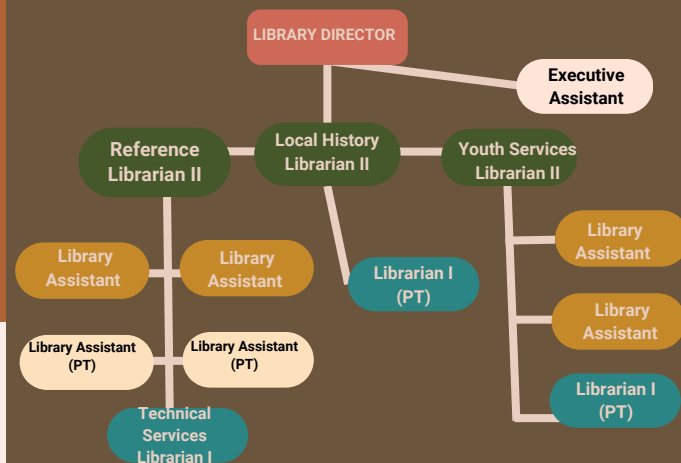 LIBRARY DIRECTOR
Executive
Assistant
Reference
Librarian II
Local History
Librarian II
Youth Services
Librarian II
Library
Assistant
Library
Assistant
Librarian I
(PT)
Library
Assistant
Library
Assistant
Library Assistant
(PT)
Library Assistant
(PT)
Librarian I
(PT)
Technical
Services
Librarian I